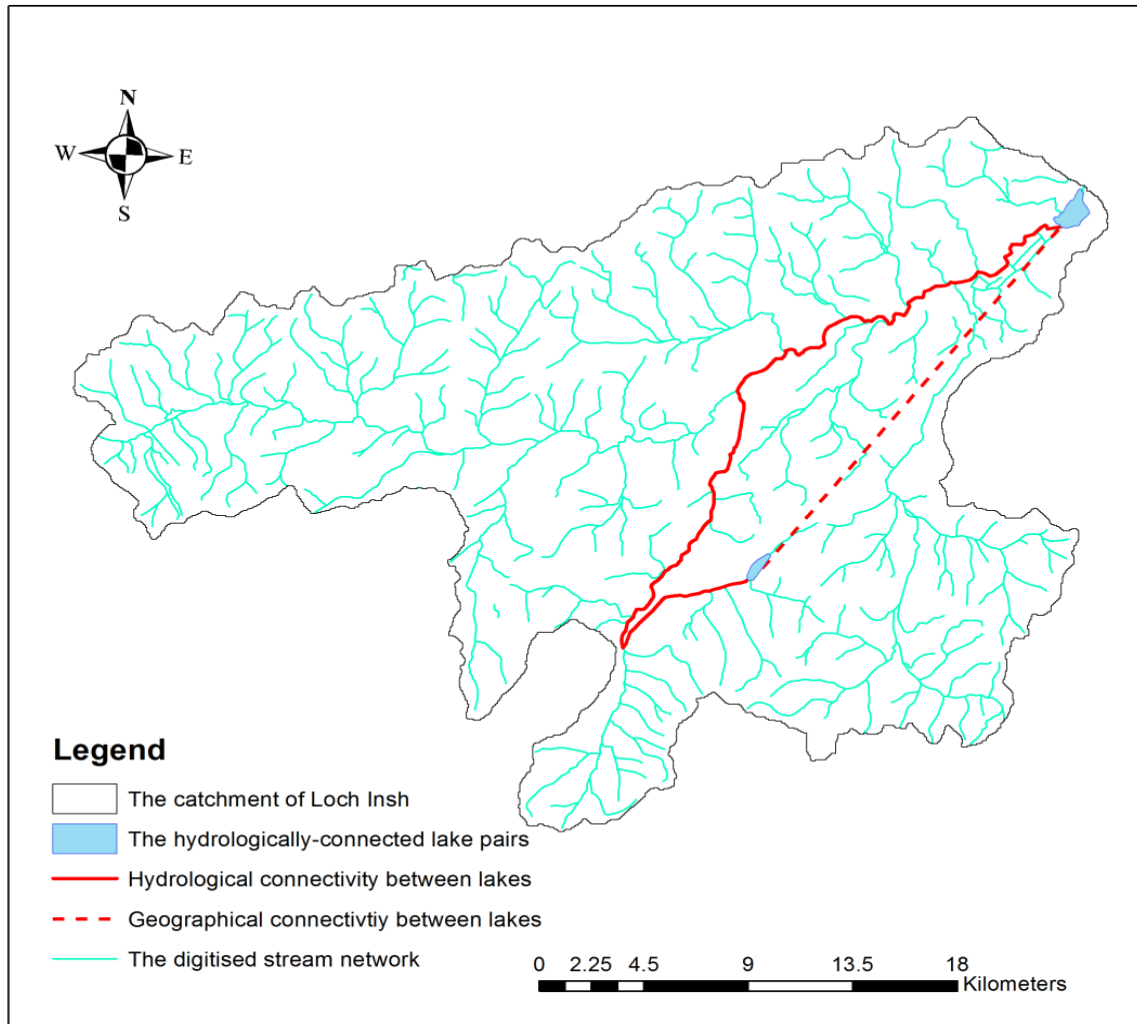 N
W E
S
Legend
The catchment of Loch Insh
The hydrologically-connected lake pairs
Hydrological connectivity between lakes
Geographical connectivtiy between lakes
The digitised stream network
0 2.25 4.5 9 13.5 18
Kilometers